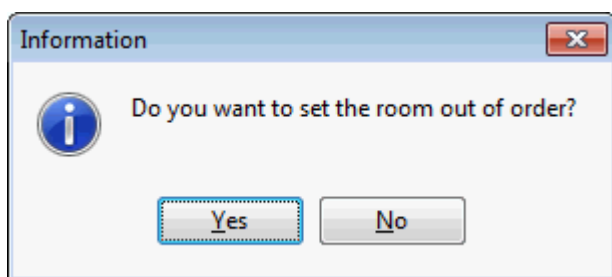 Information
Do you want to set the room out of order?
Yes
No